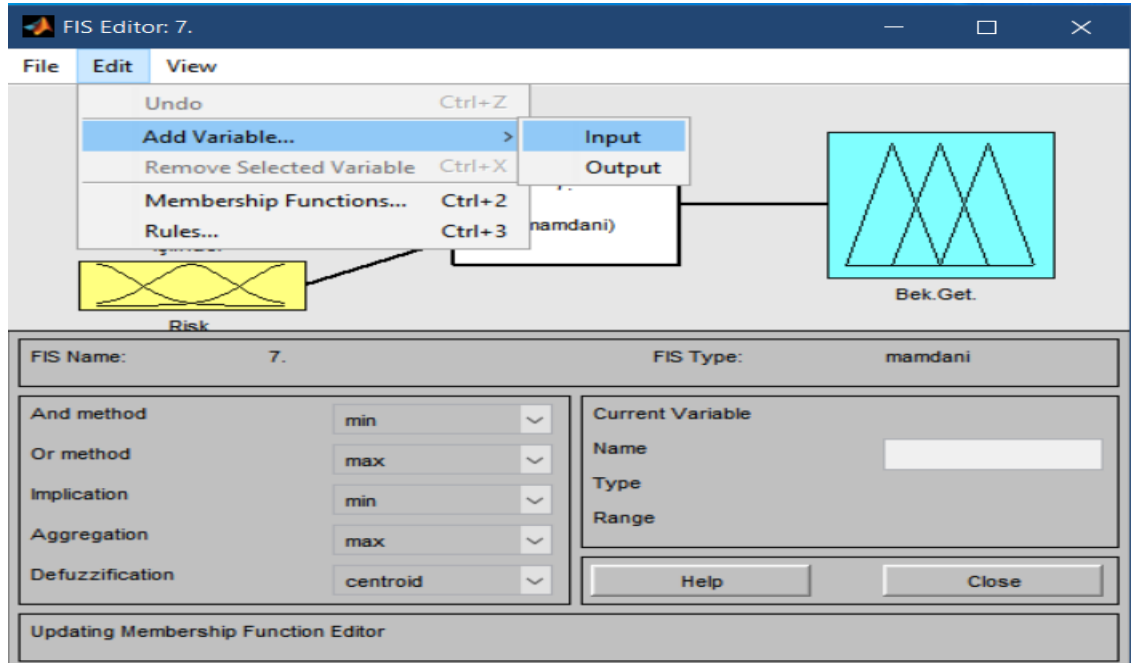 FIS Editor: 7.
File Edit View
Undo Ctrl+Z
Add Variable... >
Input
Output
Remove Selected Variable Ctrl+X
Membership Functions... Ctrl+2
Rules... Ctrl+3
mamdani)
Bek.Get.
Risk
FIS Name: 7. FIS Type: mamdani
And method min
Or method max
Implication min
Aggregation max
Defuzzification centroid
Current Variable
Name
Type
Range
Help Close
Updating Membership Function Editor